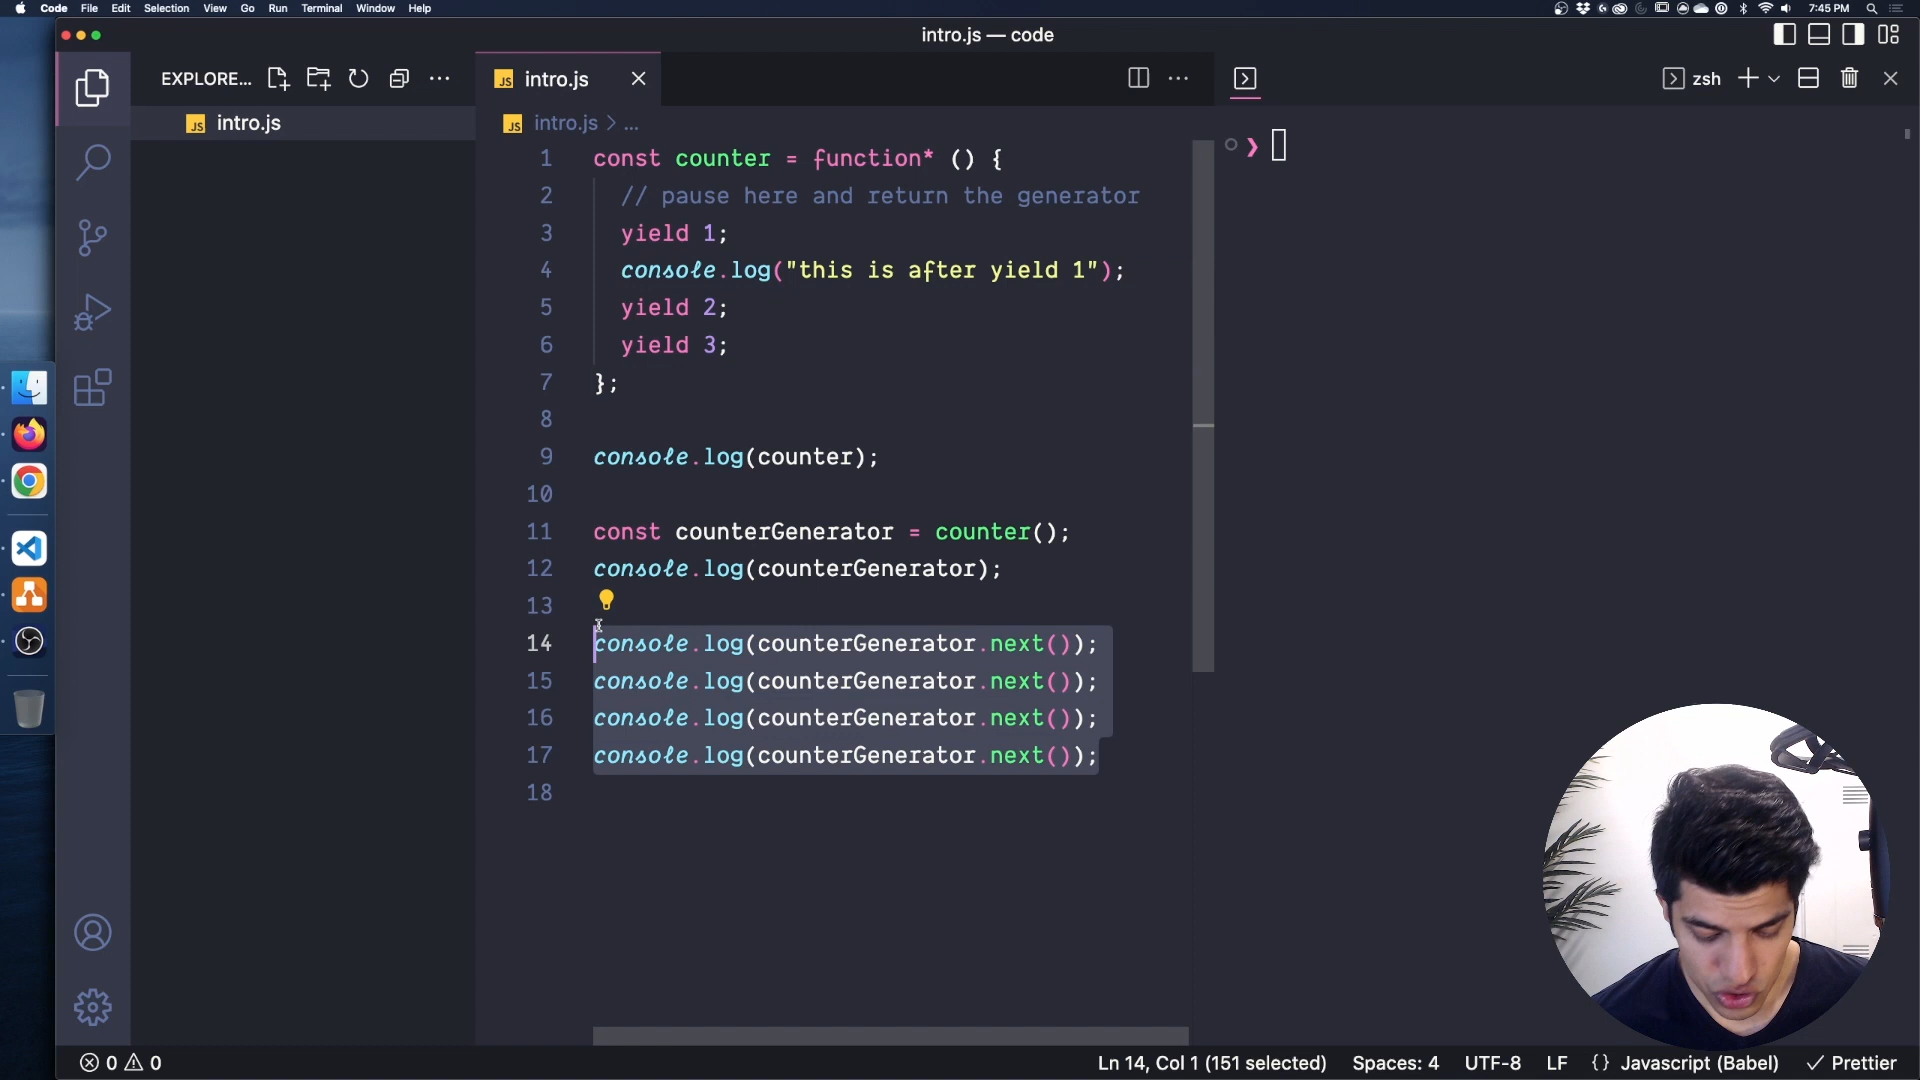 Code File Edit Selection View Go Run Terminal Window Help 7:45 PM
intro.js — code
EXPLORE...
JS intro.js
zsh
JS intro.js
JS intro.js > ...
1 const counter = function* () {
2 // pause here and return the generator
3 yield 1;
4 console.log("this is after yield 1");
5 yield 2;
6 yield 3;
7 };
8
9 console.log(counter);
10
11 const counterGenerator = counter();
12 console.log(counterGenerator);
13
14 console.log(counterGenerator.next());
15 console.log(counterGenerator.next());
16 console.log(counterGenerator.next());
17 console.log(counterGenerator.next());
18
0 0 Ln 14, Col 1 (151 selected) Spaces: 4 UTF-8 LF {} Javascript (Babel) ✓ Prettier